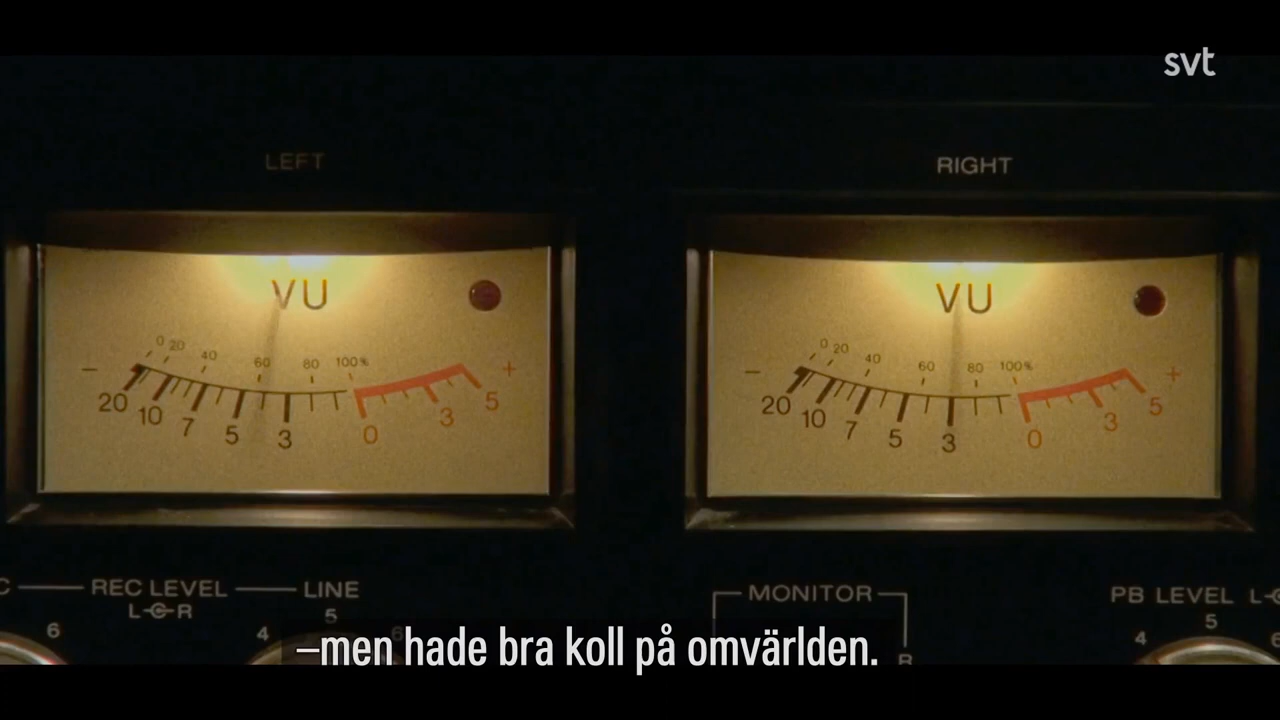 svt
LEFT
RIGHT
VU
VU
0 20 40 60 80 100%
0 20 40 60 80 100%
− +
− +
20 10 7 5 3 0 3 5
20 10 7 5 3 0 3 5
C REC LEVEL LINE
MONITOR
PB LEVEL L
L R
5
5
6 4 6
4 6
R
–men hade bra koll på omvärlden.